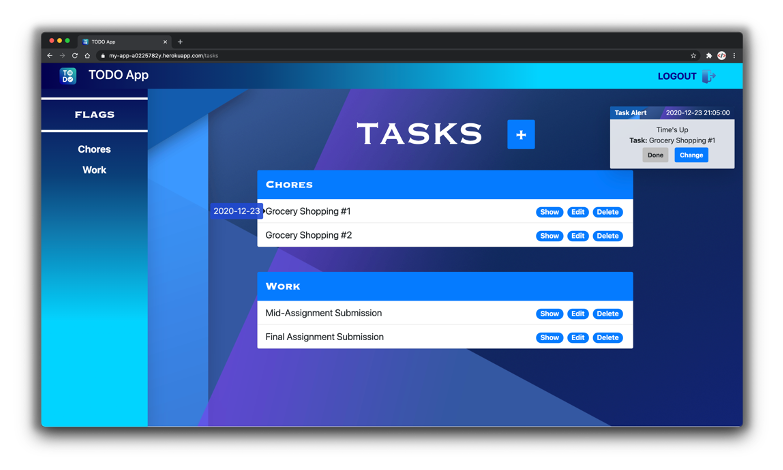 TODO App
my-app-a0225782y.herokuapp.com/tasks
TO
DO
TODO App
LOGOUT
FLAGS
Chores
Work
TASKS +
Task Alert 2020-12-23 21:05:00
Time's Up
Task: Grocery Shopping #1
Done Change
Chores
2020-12-23 Grocery Shopping #1 Show Edit Delete
Grocery Shopping #2 Show Edit Delete
Work
Mid-Assignment Submission Show Edit Delete
Final Assignment Submission Show Edit Delete